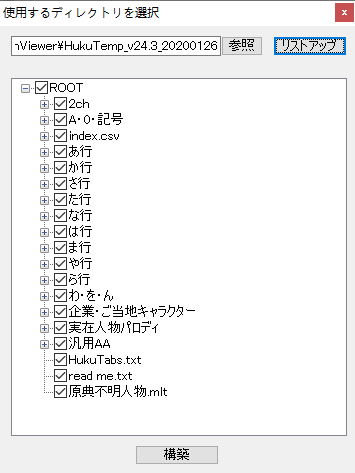 使用するディレクトリを選択
ıViewer¥HukuTemp_v24.3_20200126
参照
リストアップ
ROOT
2ch
A・0・記号
index.csv
あ行
か行
さ行
た行
な行
は行
ま行
や行
ら行
わ・を・ん
企業・ご当地キャラクター
実在人物パロディ
汎用AA
HukuTabs.txt
read me.txt
原典不明人物.mlt
構築